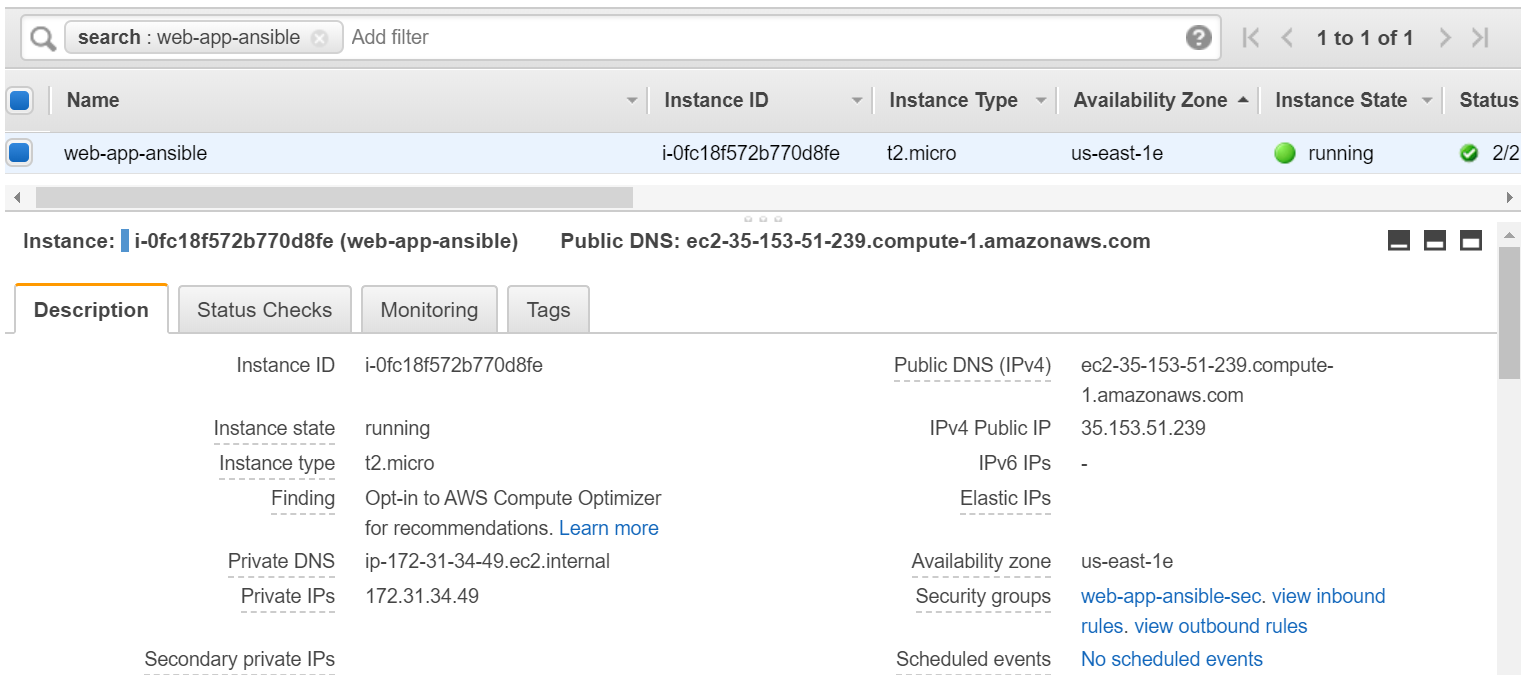 search : web-app-ansible Add filter 1 to 1 of 1
Name Instance ID Instance Type Availability Zone Instance State Status
web-app-ansible i-0fc18f572b770d8fe t2.micro us-east-1e running 2/2
Instance: i-0fc18f572b770d8fe (web-app-ansible) Public DNS: ec2-35-153-51-239.compute-1.amazonaws.com
Description Status Checks Monitoring Tags
Instance ID i-0fc18f572b770d8fe Public DNS (IPv4) ec2-35-153-51-239.compute-
1.amazonaws.com
Instance state running IPv4 Public IP 35.153.51.239
Instance type t2.micro IPv6 IPs -
Finding Opt-in to AWS Compute Optimizer Elastic IPs
for recommendations. Learn more
Private DNS ip-172-31-34-49.ec2.internal Availability zone us-east-1e
Private IPs 172.31.34.49 Security groups web-app-ansible-sec. view inbound
rules. view outbound rules
Secondary private IPs Scheduled events No scheduled events